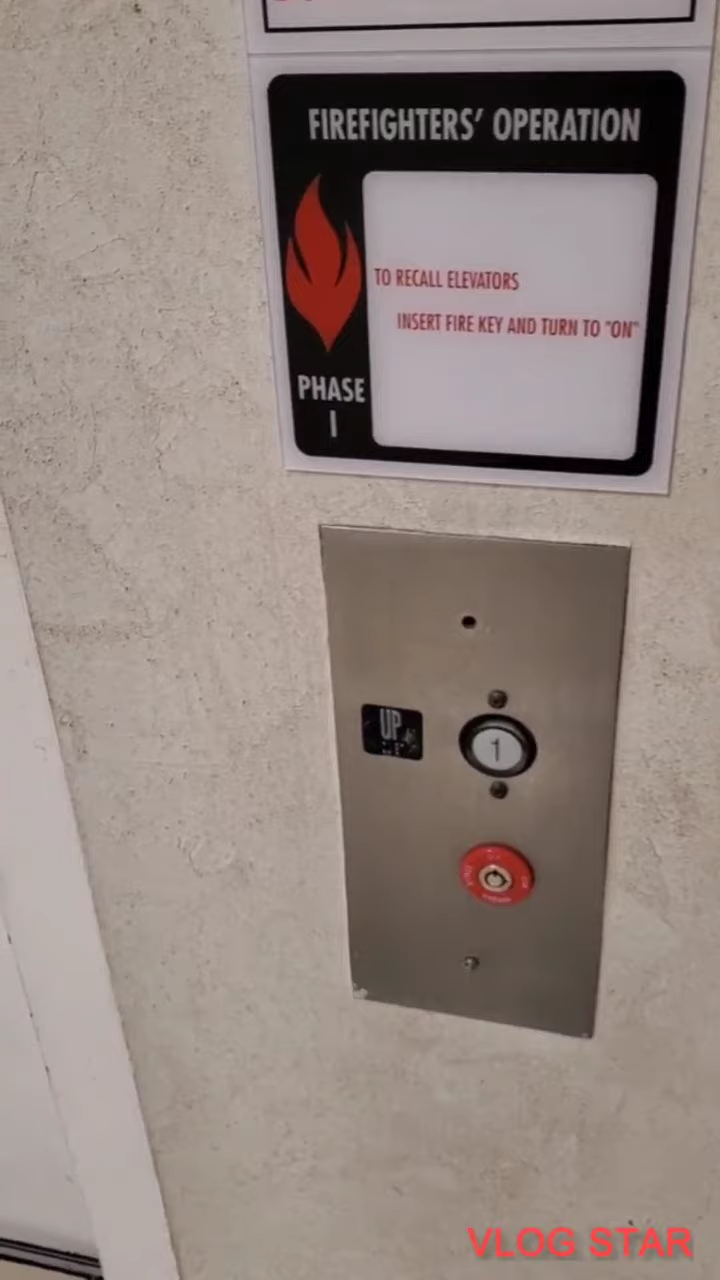 FIREFIGHTERS' OPERATION
TO RECALL ELEVATORS
INSERT FIRE KEY AND TURN TO "ON"
PHASE
I
UP
1
VLOG STAR